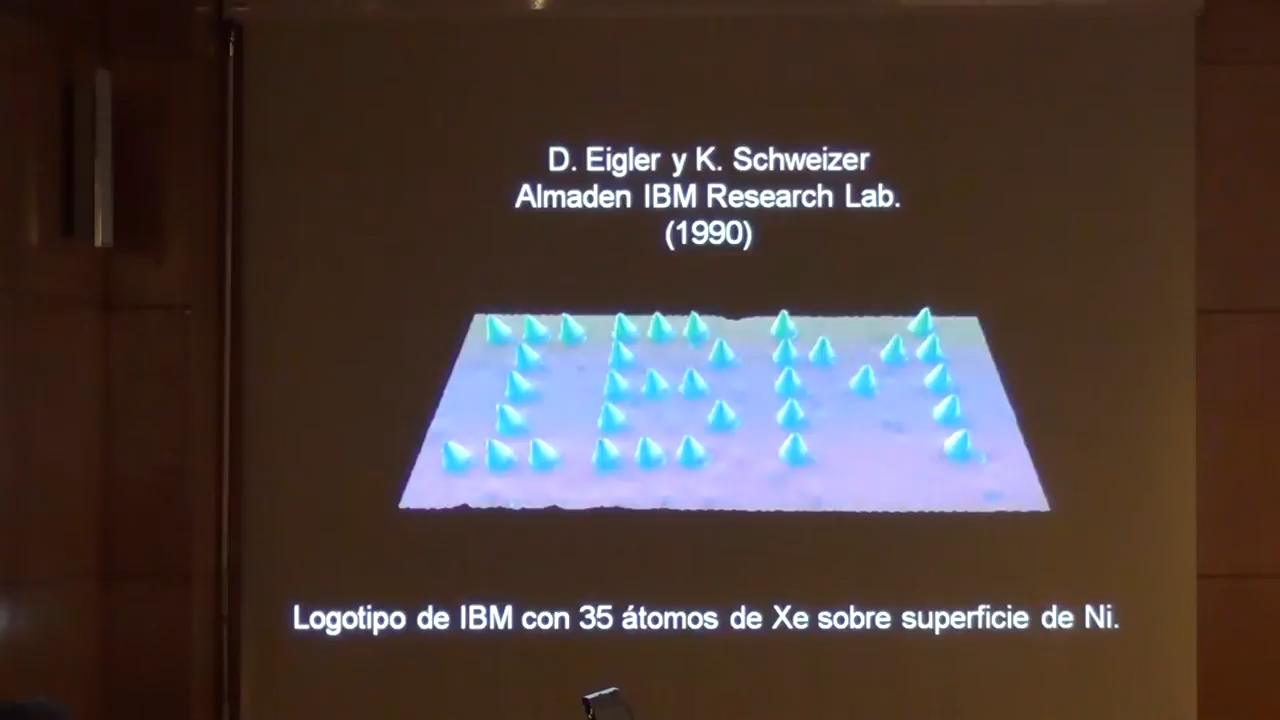 D. Eigler y K. Schweizer
Almaden IBM Research Lab.
(1990)
IBM
Logotipo de IBM con 35 átomos de Xe sobre superficie de Ni.